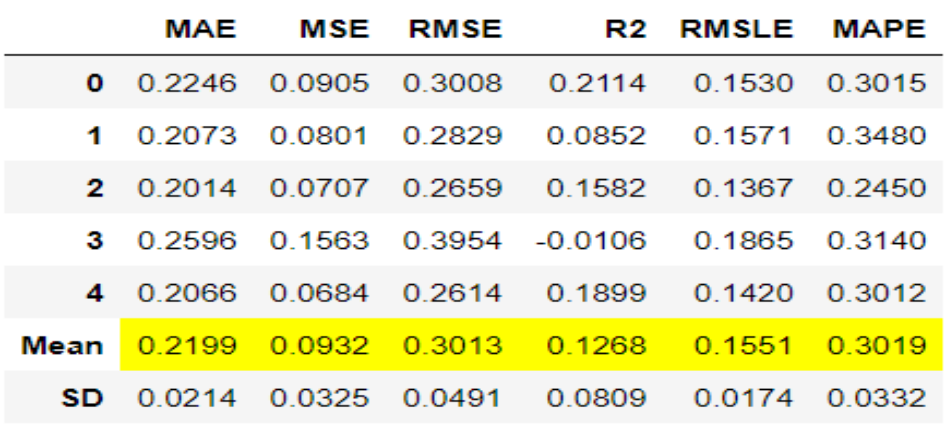 MAE MSE RMSE R2 RMSLE MAPE
0 0.2246 0.0905 0.3008 0.2114 0.1530 0.3015
1 0.2073 0.0801 0.2829 0.0852 0.1571 0.3480
2 0.2014 0.0707 0.2659 0.1582 0.1367 0.2450
3 0.2596 0.1563 0.3954 -0.0106 0.1865 0.3140
4 0.2066 0.0684 0.2614 0.1899 0.1420 0.3012
Mean 0.2199 0.0932 0.3013 0.1268 0.1551 0.3019
SD 0.0214 0.0325 0.0491 0.0809 0.0174 0.0332